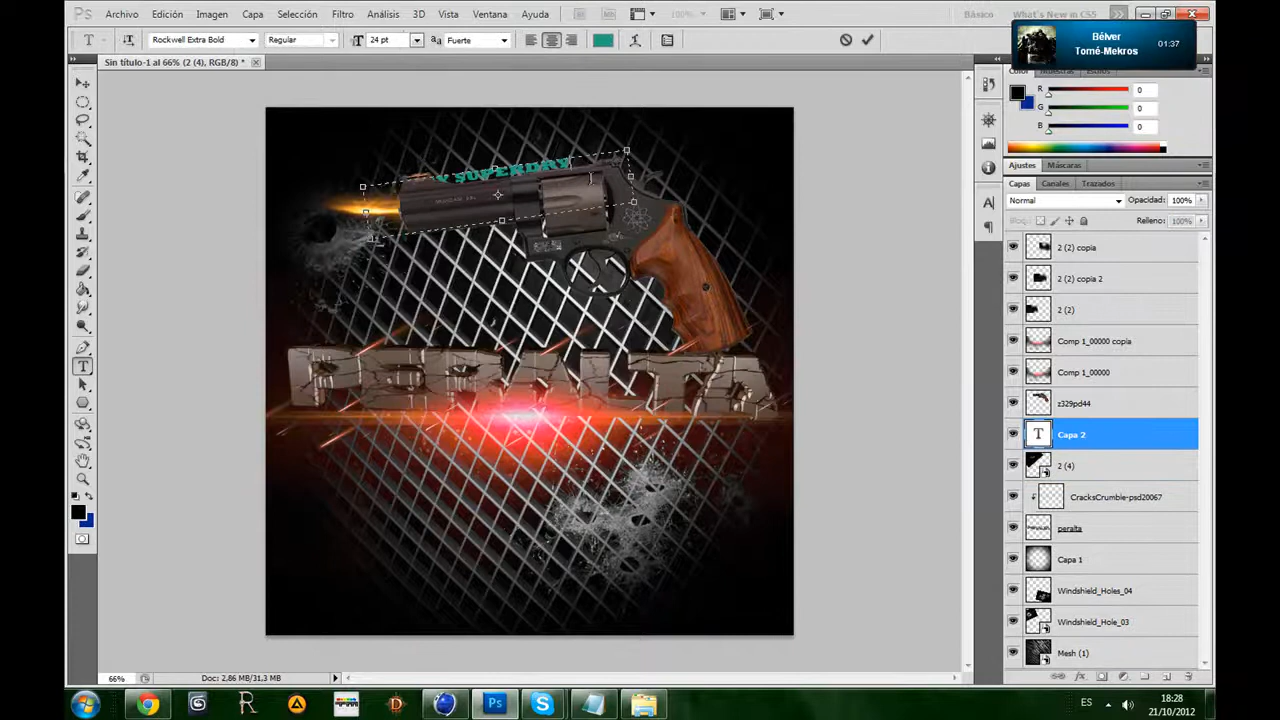 Ps Archivo Edición Imagen Capa Selección Filtro Análisis 3D Vista Ventana Ayuda 100% Básico What's New in CS5
T Rockwell Extra Bold Regular 24 pt Fuerte
Bélver
Tomé-Mekros 01:37
Sin título-1 al 66% (2 (4), RGB/8) *
Color Muestras Estilos
R 0
G 0
B 0
Ajustes Máscaras
Capas Canales Trazados
Normal Opacidad: 100%
Relleno: 100%
2 (2) copia
2 (2) copia 2
2 (2)
Comp 1_00000 copia
Comp 1_00000
z329pd44
Capa 2
2 (4)
CracksCrumble-psd20067
peralta
Capa 1
Windshield_Holes_04
Windshield_Hole_03
Mesh (1)
Y SUPERDRY
PERALTA
66% Doc: 2,86 MB/31,3 MB
ES 18:28
21/10/2012